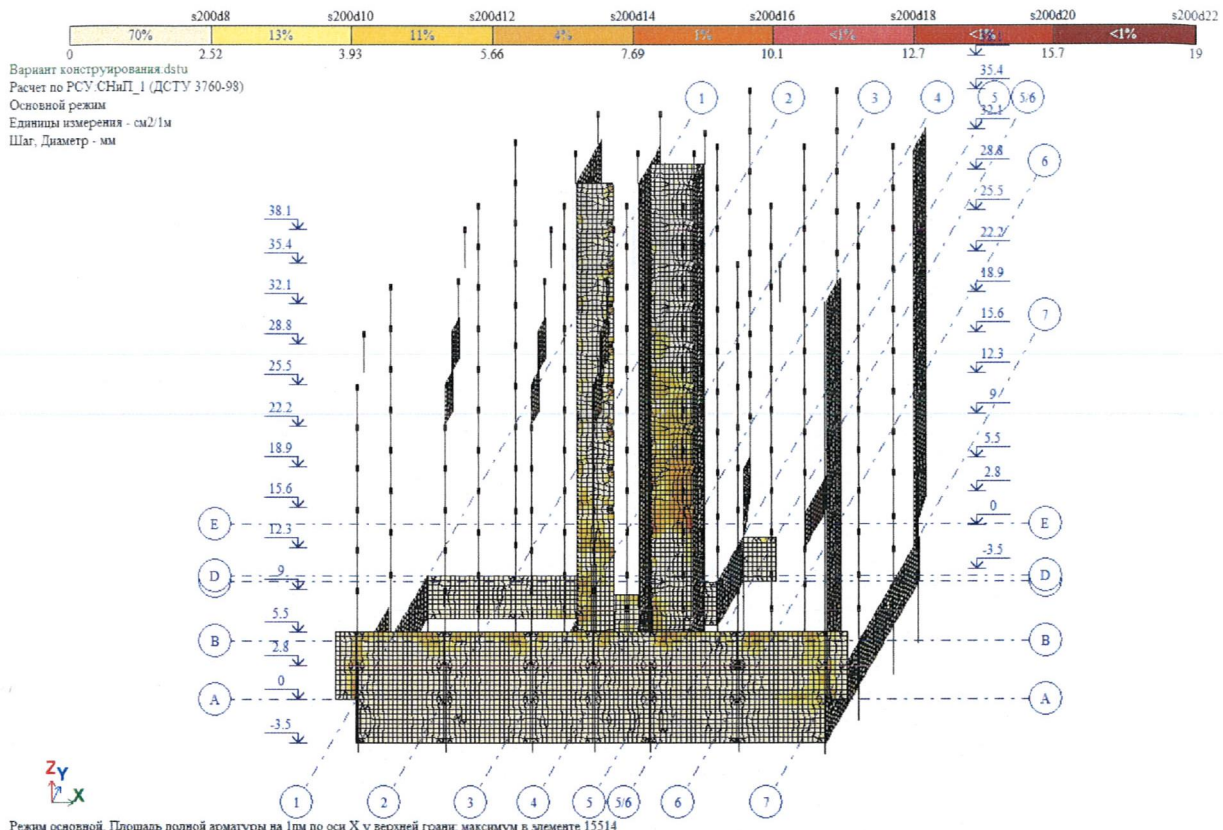 s200d8 s200d10 s200d12 s200d14 s200d16 s200d18 s200d20 s200d22
70% 13% 11% 4% 1% <1% <1% <1%
0 2.52 3.93 5.66 7.69 10.1 12.7 15.7 19
Вариант конструирования.dstu
Расчет по РСУ:СНиП_1 (ДСТУ 3760-98)
Основной режим
Единицы измерения - см2/1м
Шаг, Диаметр - мм
35.4
1 2 3 4 5 5/6
32.1
28.8
6
25.5
38.1
22.2
35.4
18.9
32.1
15.6
7
28.8
12.3
25.5
9
22.2
5.5
18.9
2.8
15.6
0
E E
12.3
-3.5
D D
9
5.5
B B
2.8
0
A A
-3.5
Z
Y
X
1 2 3 4 5 5/6 6 7
Режим основной. Площадь полной арматуры на 1пм по оси X у верхней грани; максимум в элементе 15514